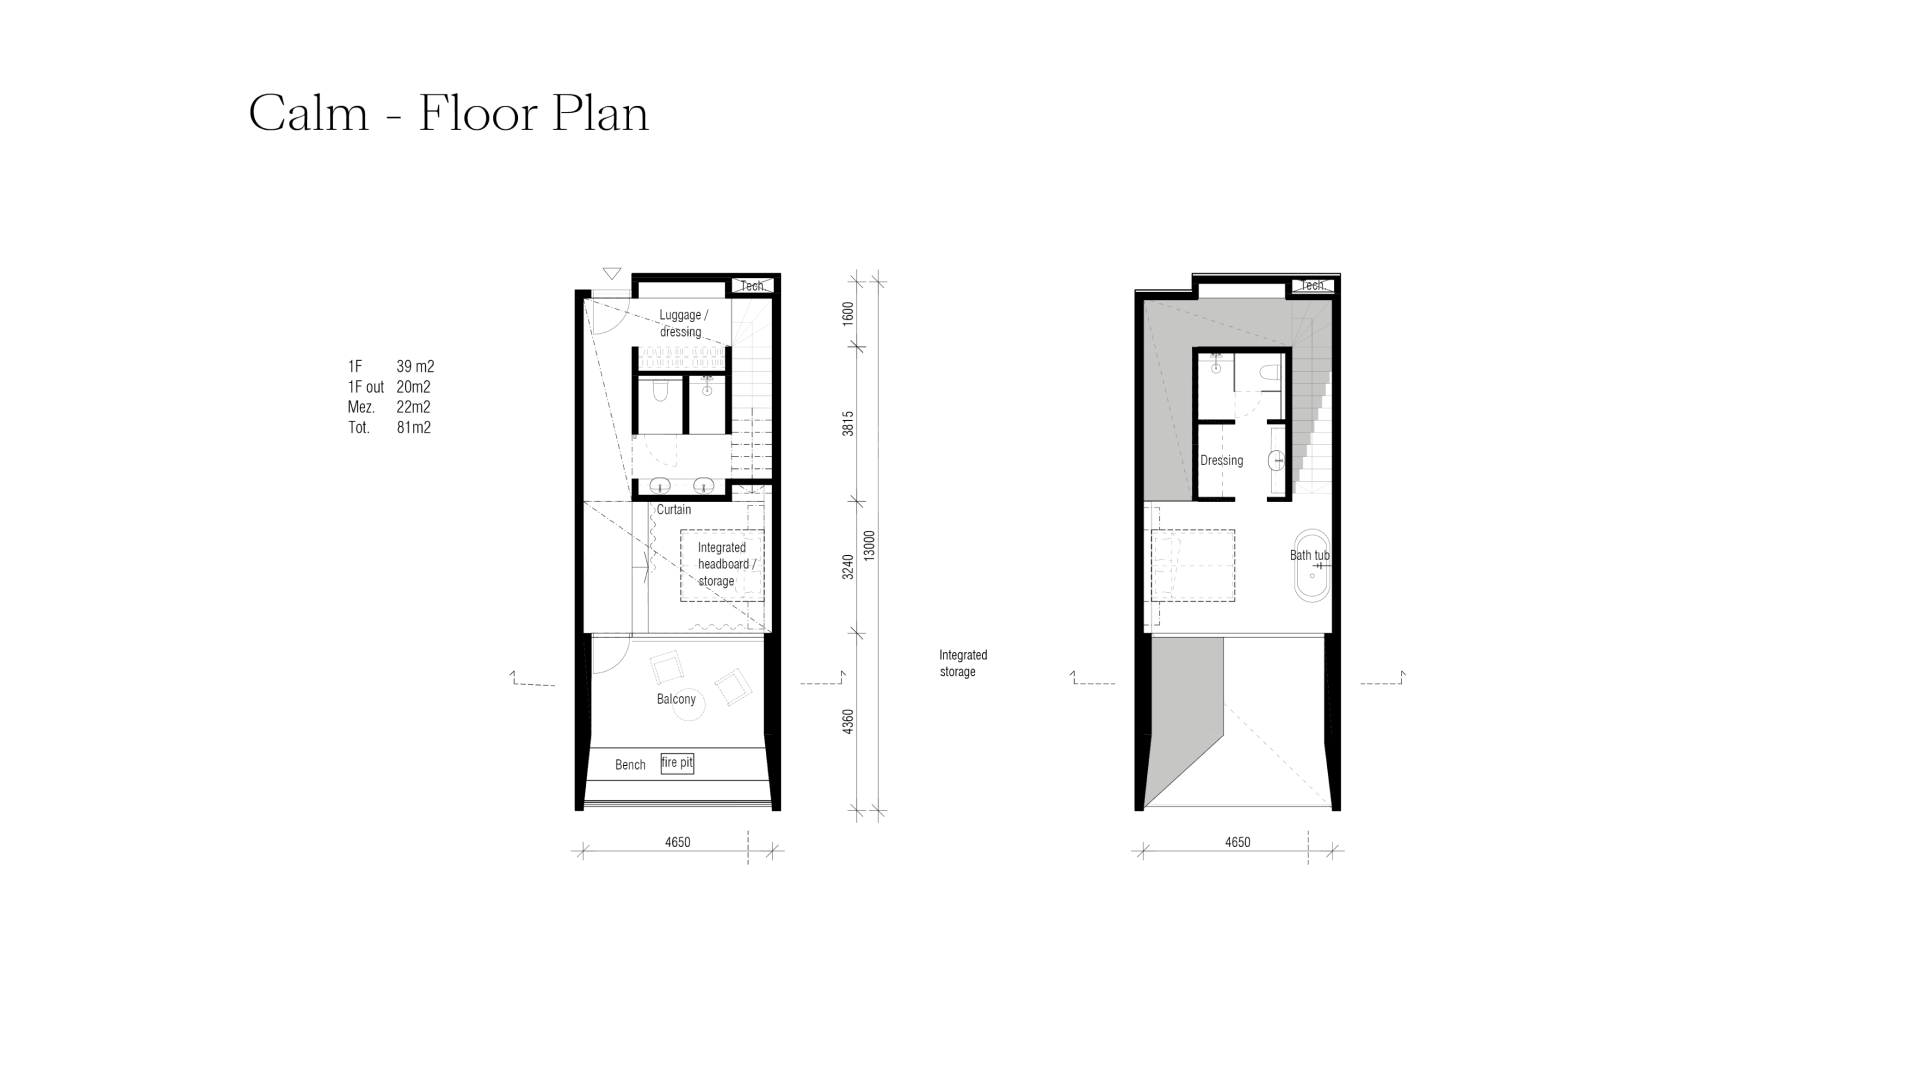 Calm - Floor Plan
1F 39 m2
1F out 20m2
Mez. 22m2
Tot. 81m2
Tech.
Luggage /
dressing
Curtain
Integrated
headboard /
storage
Balcony
Bench
fire pit
4650
1600
3815
3240
4360
13000
Integrated
storage
Tech.
Dressing
Bath tub
4650